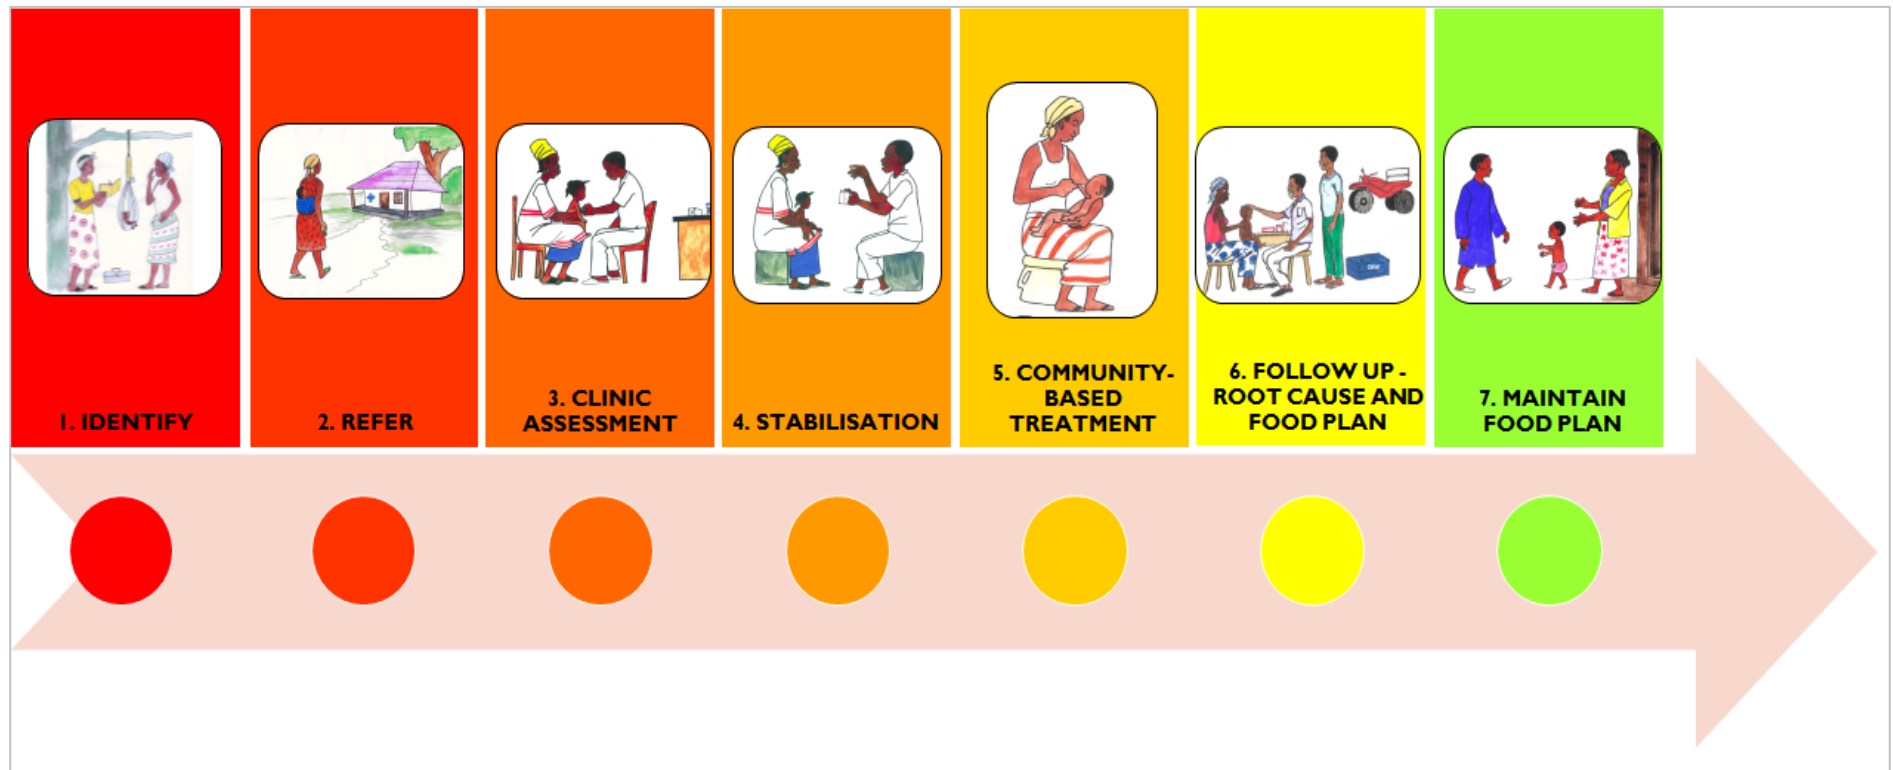 1. IDENTIFY
2. REFER
3. CLINIC
ASSESSMENT
4. STABILISATION
5. COMMUNITY-
BASED
TREATMENT
6. FOLLOW UP -
ROOT CAUSE AND
FOOD PLAN
7. MAINTAIN
FOOD PLAN